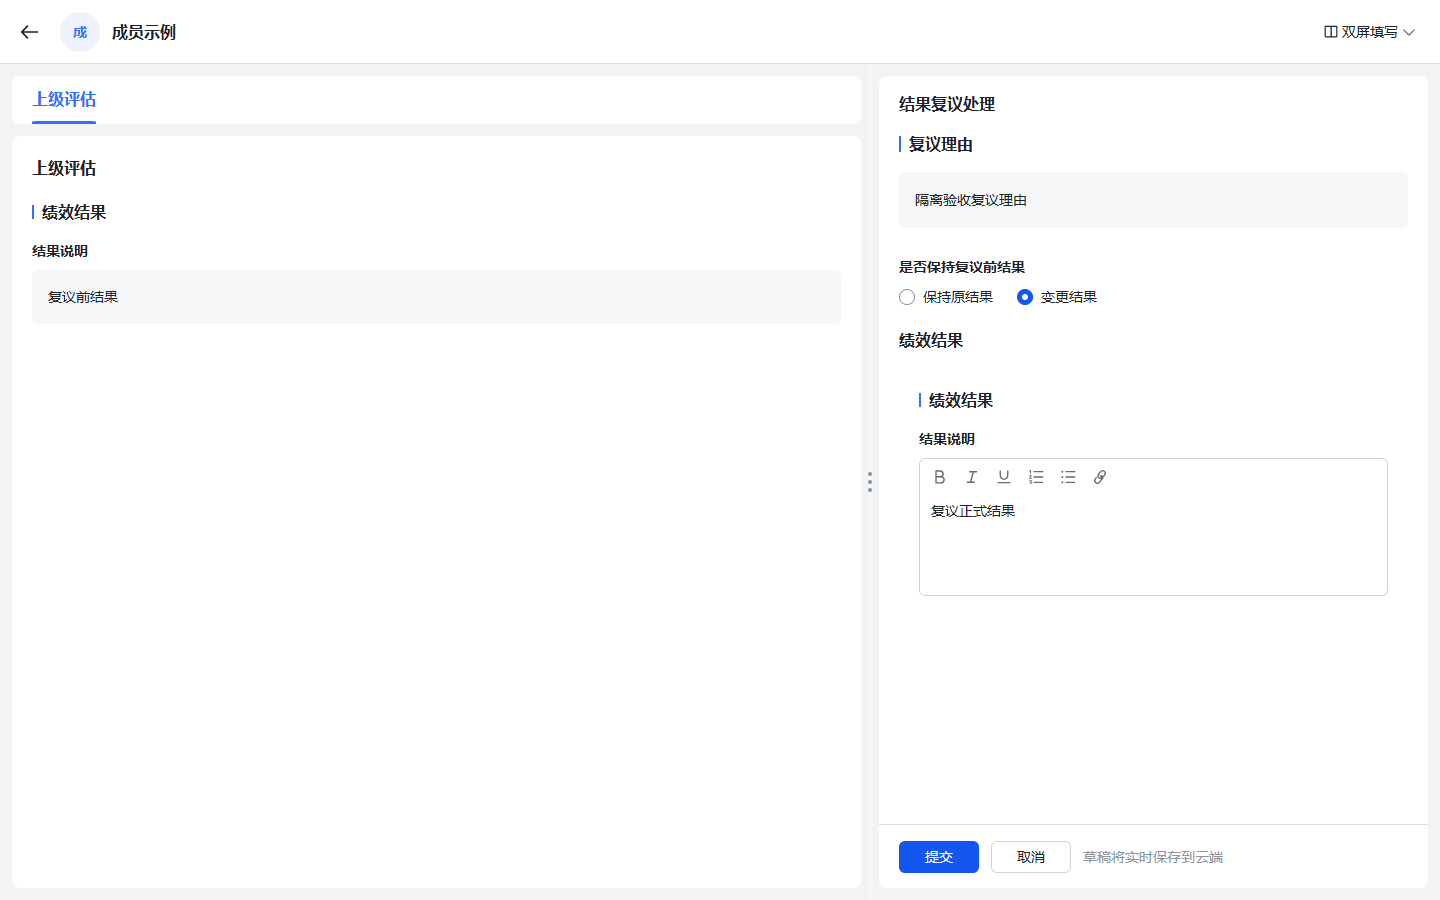 成
成员示例
双屏填写
上级评估
上级评估
绩效结果
结果说明
复议前结果
结果复议处理
复议理由
隔离验收复议理由
是否保持复议前结果
保持原结果
变更结果
绩效结果
绩效结果
结果说明
复议正式结果
提交
取消
草稿将实时保存到云端